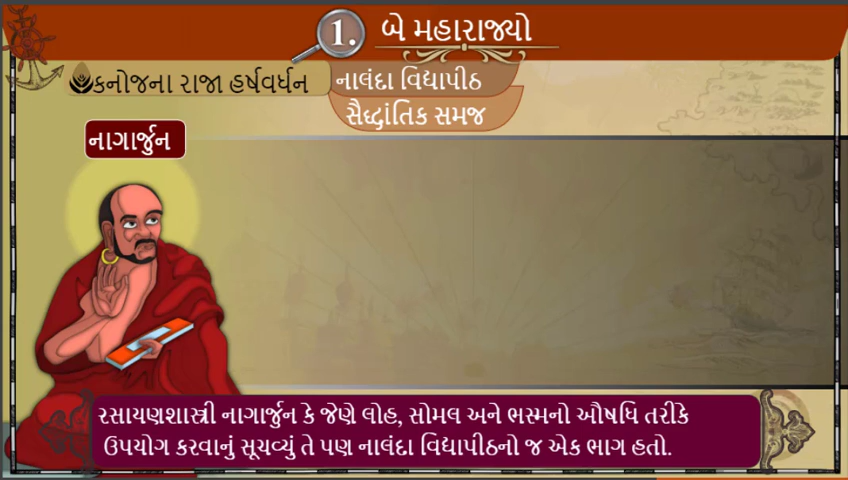 1. બે મહારાજ્યો
કનોજના રાજા હર્ષવર્ધન
નાલંદા વિદ્યાપીઠ
સૈદ્ધાંતિક સમજ
નાગાર્જુન
રસાયણશાસ્ત્રી નાગાર્જુન કે જેણે લોહ, સોમલ અને ભસ્મનો ઔષધિ તરીકે
ઉપયોગ કરવાનું સૂચવ્યું તે પણ નાલંદા વિદ્યાપીઠનો જ એક ભાગ હતો.